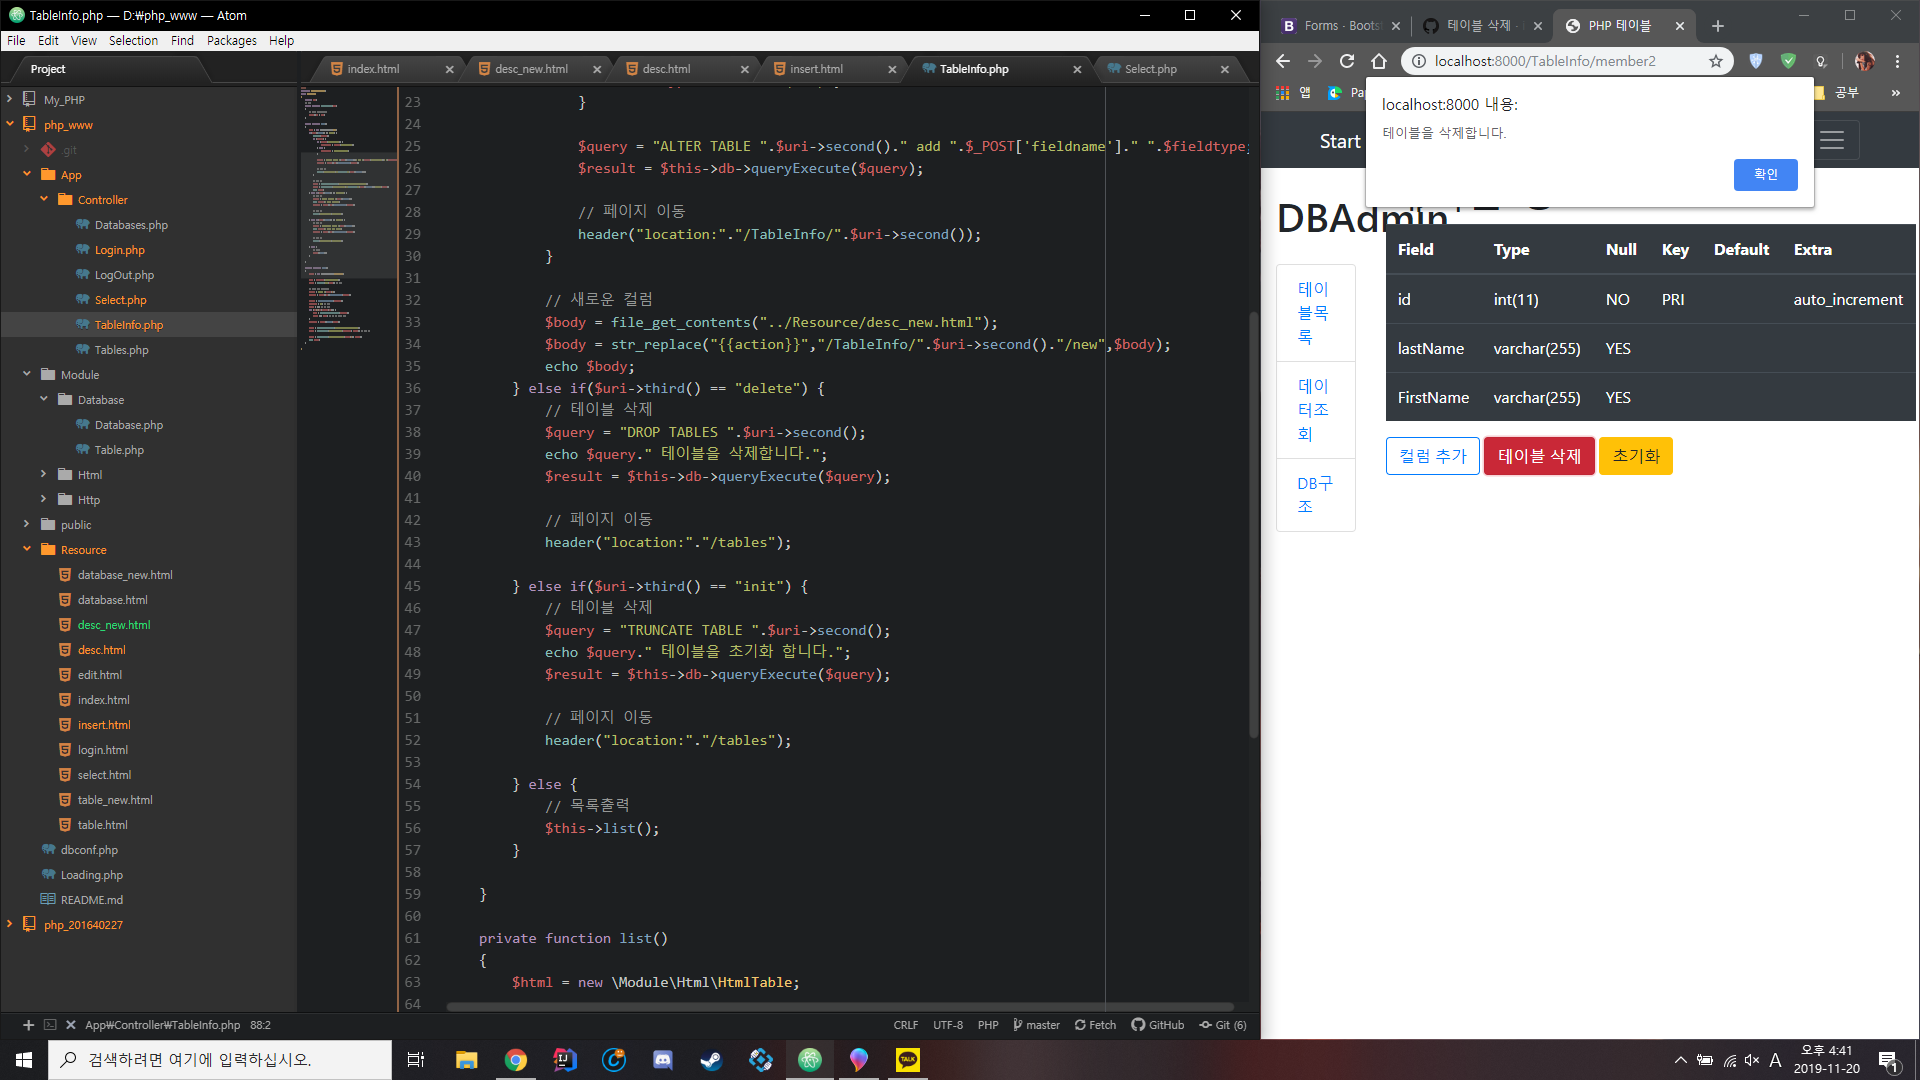 TableInfo.php — D:₩php_www — Atom
File Edit View Selection Find Packages Help
Project
My_PHP
php_www
.git
App
Controller
Databases.php
Login.php
LogOut.php
Select.php
TableInfo.php
Tables.php
Module
Database
Database.php
Table.php
Html
Http
public
Resource
database_new.html
database.html
desc_new.html
desc.html
edit.html
index.html
insert.html
login.html
select.html
table_new.html
table.html
dbconf.php
Loading.php
README.md
php_201640227
index.html desc_new.html desc.html insert.html TableInfo.php Select.php
23 }
24
25 $query = "ALTER TABLE ".$uri->second()." add ".$_POST['fieldname']." ".$fieldtype;
26 $result = $this->db->queryExecute($query);
27
28 // 페이지 이동
29 header("location:"."/TableInfo/".$uri->second());
30 }
31
32 // 새로운 컬럼
33 $body = file_get_contents("../Resource/desc_new.html");
34 $body = str_replace("{{action}}","/TableInfo/".$uri->second()."/new",$body);
35 echo $body;
36 } else if($uri->third() == "delete") {
37 // 테이블 삭제
38 $query = "DROP TABLES ".$uri->second();
39 echo $query." 테이블을 삭제합니다.";
40 $result = $this->db->queryExecute($query);
41
42 // 페이지 이동
43 header("location:"."/tables");
44
45 } else if($uri->third() == "init") {
46 // 테이블 삭제
47 $query = "TRUNCATE TABLE ".$uri->second();
48 echo $query." 테이블을 초기화 합니다.";
49 $result = $this->db->queryExecute($query);
50
51 // 페이지 이동
52 header("location:"."/tables");
53
54 } else {
55 // 목록출력
56 $this->list();
57 }
58
59 }
60
61 private function list()
62 {
63 $html = new \Module\Html\HtmlTable;
64
App₩Controller₩TableInfo.php 88:2
CRLF UTF-8 PHP master Fetch GitHub Git (6)
Forms · Boots 테이블 삭제 PHP 테이블
localhost:8000/TableInfo/member2
앱 공부 »
localhost:8000 내용:
테이블을 삭제합니다.
확인
Start
DBAdmin
테이
블목
록
데이
터조
회
DB구
조
Field Type Null Key Default Extra
id int(11) NO PRI auto_increment
lastName varchar(255) YES
FirstName varchar(255) YES
컬럼 추가 테이블 삭제 초기화
검색하려면 여기에 입력하십시오.
TALK
A
오후 4:41
2019-11-20
1